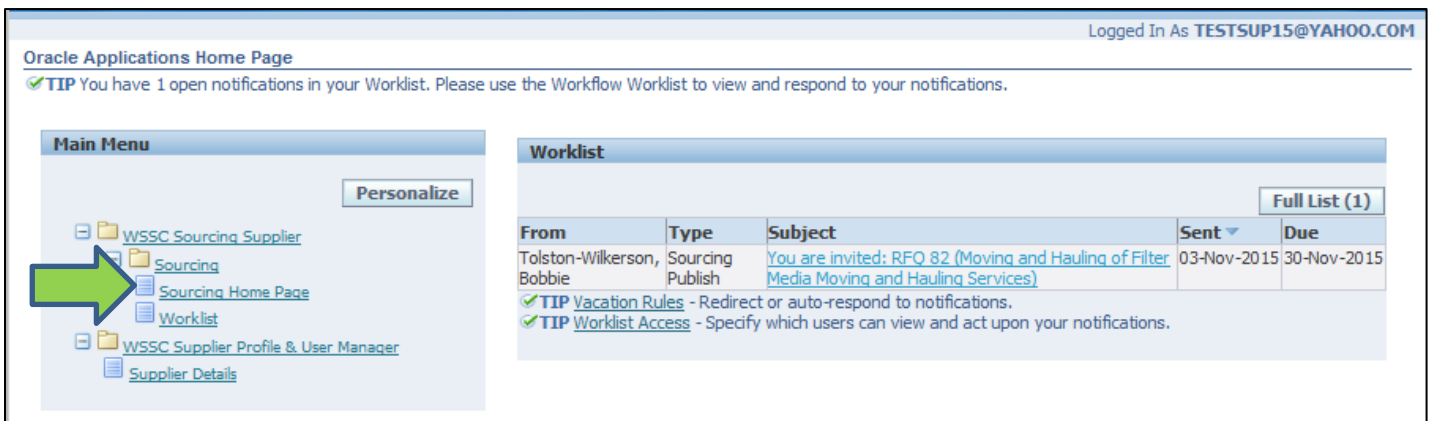 Logged In As TESTSUP15@YAHOO.COM
Oracle Applications Home Page
TIP You have 1 open notifications in your Worklist. Please use the Workflow Worklist to view and respond to your notifications.
Main Menu
Personalize
WSSC Sourcing Supplier
Sourcing
Sourcing Home Page
Worklist
WSSC Supplier Profile & User Manager
Supplier Details
Worklist
Full List (1)
From Type Subject Sent Due
Tolston-Wilkerson, Sourcing You are invited: RFQ 82 (Moving and Hauling of Filter 03-Nov-2015 30-Nov-2015
Bobbie Publish Media Moving and Hauling Services)
TIP Vacation Rules - Redirect or auto-respond to notifications.
TIP Worklist Access - Specify which users can view and act upon your notifications.